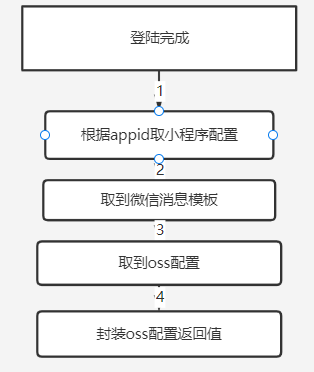 登陆完成
1
根据appid取小程序配置
2
取到微信消息模板
3
取到oss配置
4
封装oss配置返回值